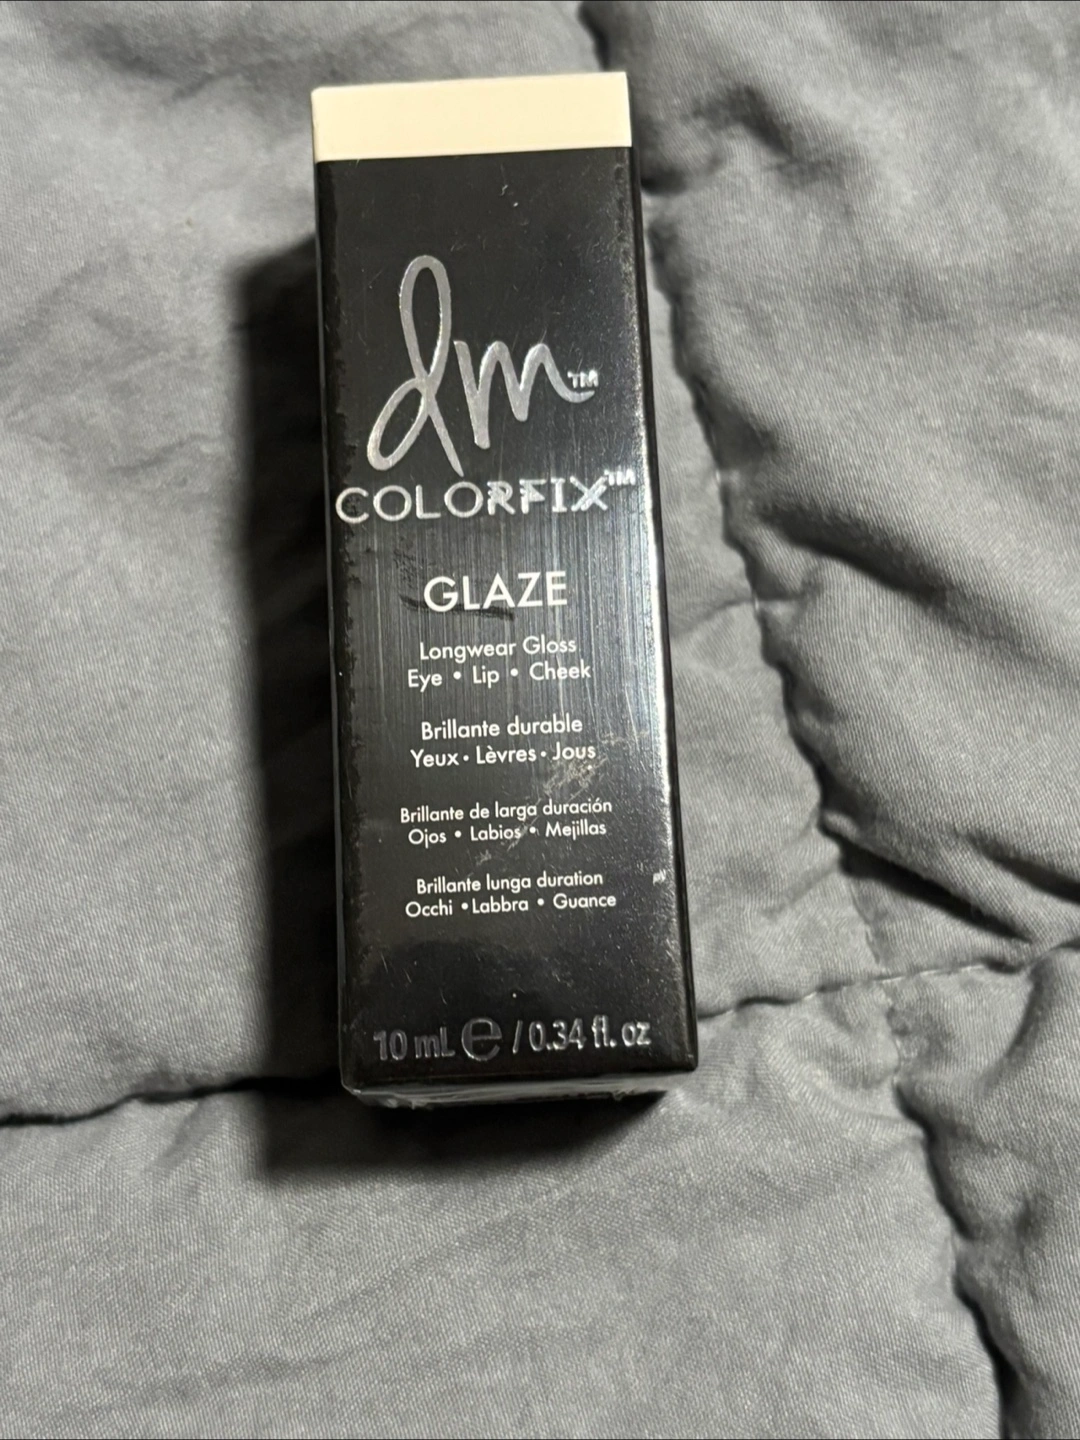 dm™
COLORFIX™
GLAZE
Longwear Gloss
Eye • Lip • Cheek
Brillante durable
Yeux • Lèvres • Jous
Brillante de larga duración
Ojos • Labios • Mejillas
Brillante lunga duration
Occhi • Labbra • Guance
10 mL ℮ / 0.34 fl. oz